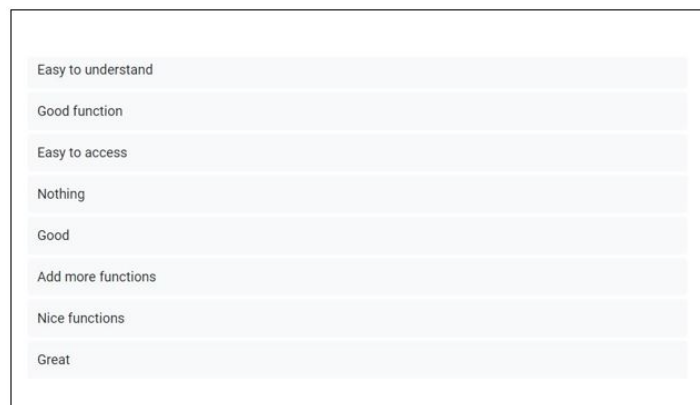 Easy to understand
Good function
Easy to access
Nothing
Good
Add more functions
Nice functions
Great